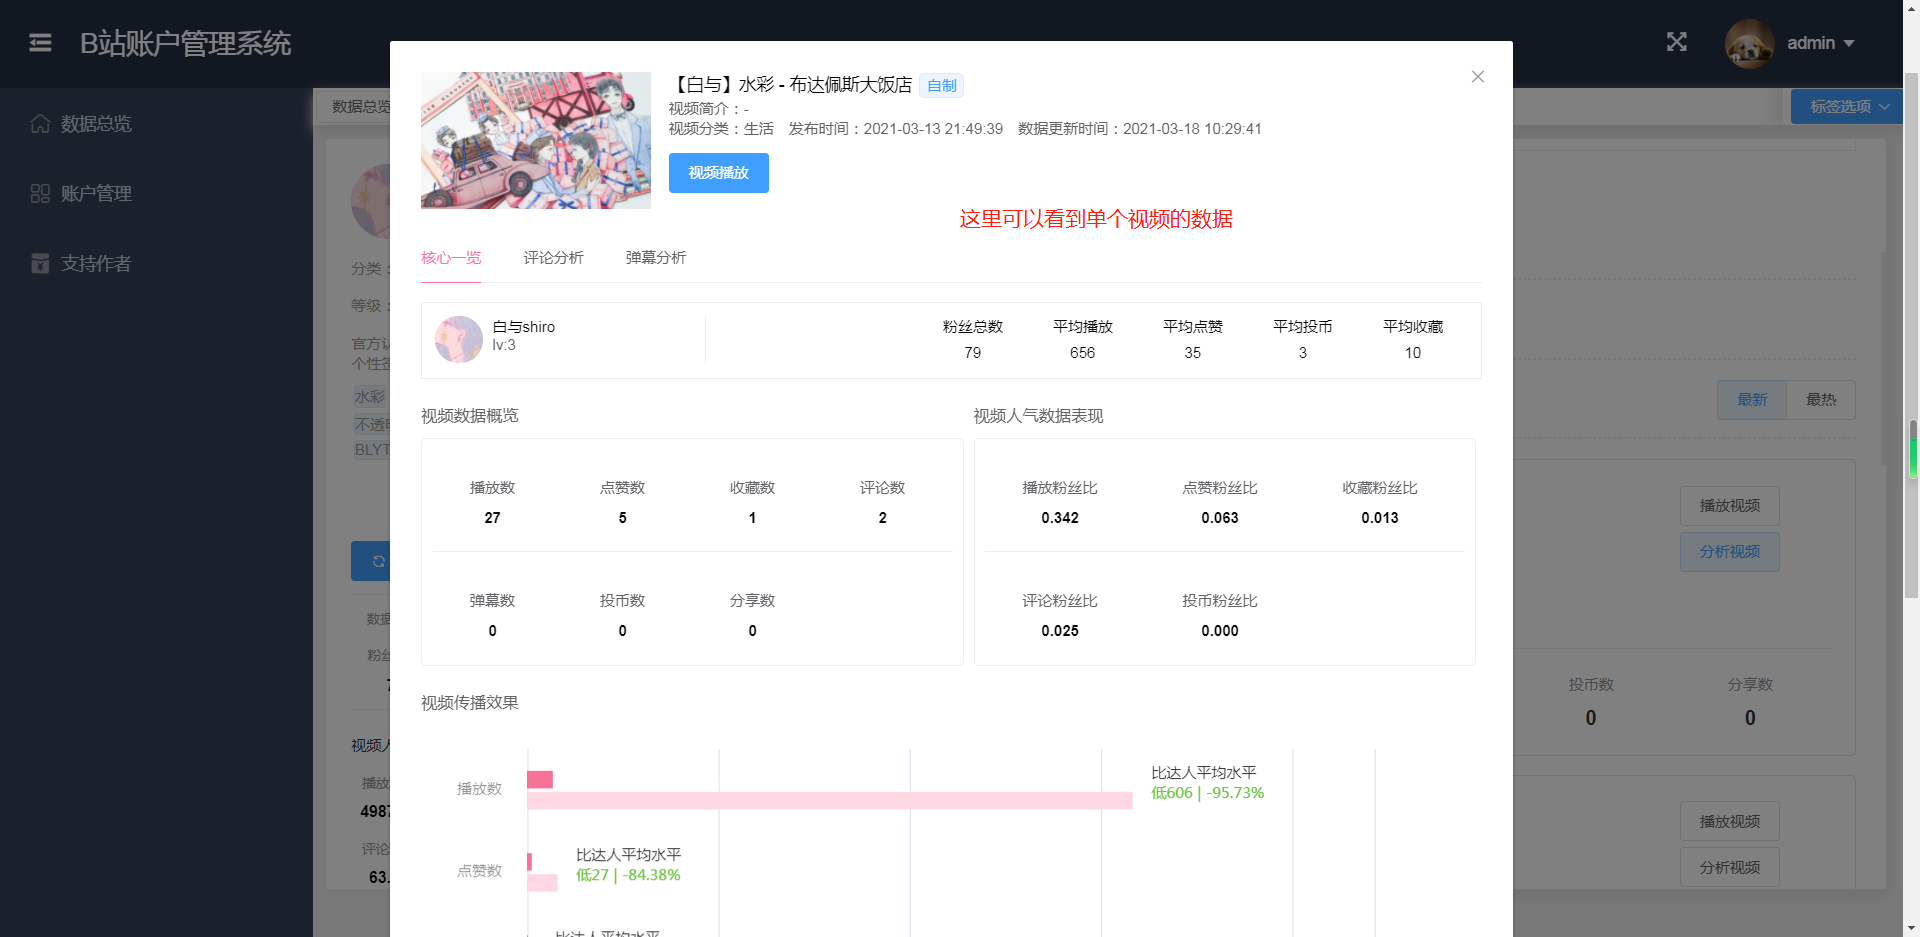 B站账户管理系统
admin
数据总览
账户管理
支持作者
数据总览
标签选项
【白与】水彩 - 布达佩斯大饭店 自制
视频简介：-
视频分类：生活 发布时间：2021-03-13 21:49:39 数据更新时间：2021-03-18 10:29:41
视频播放
这里可以看到单个视频的数据
核心一览 评论分析 弹幕分析
白与shiro
lv:3
粉丝总数 平均播放 平均点赞 平均投币 平均收藏
79 656 35 3 10
视频数据概览
播放数 点赞数 收藏数 评论数
27 5 1 2
弹幕数 投币数 分享数
0 0 0
视频人气数据表现
播放粉丝比 点赞粉丝比 收藏粉丝比
0.342 0.063 0.013
评论粉丝比 投币粉丝比
0.025 0.000
视频传播效果
播放数
比达人平均水平
低606 | -95.73%
点赞数
比达人平均水平
低27 | -84.38%
比达人平均水平
分类：
等级：
官方认
个性签
水彩
不透明
BLYT
数据
粉丝
视频人
播放
4987
评论
63.
最新 最热
播放视频
分析视频
投币数 分享数
0 0
播放视频
分析视频